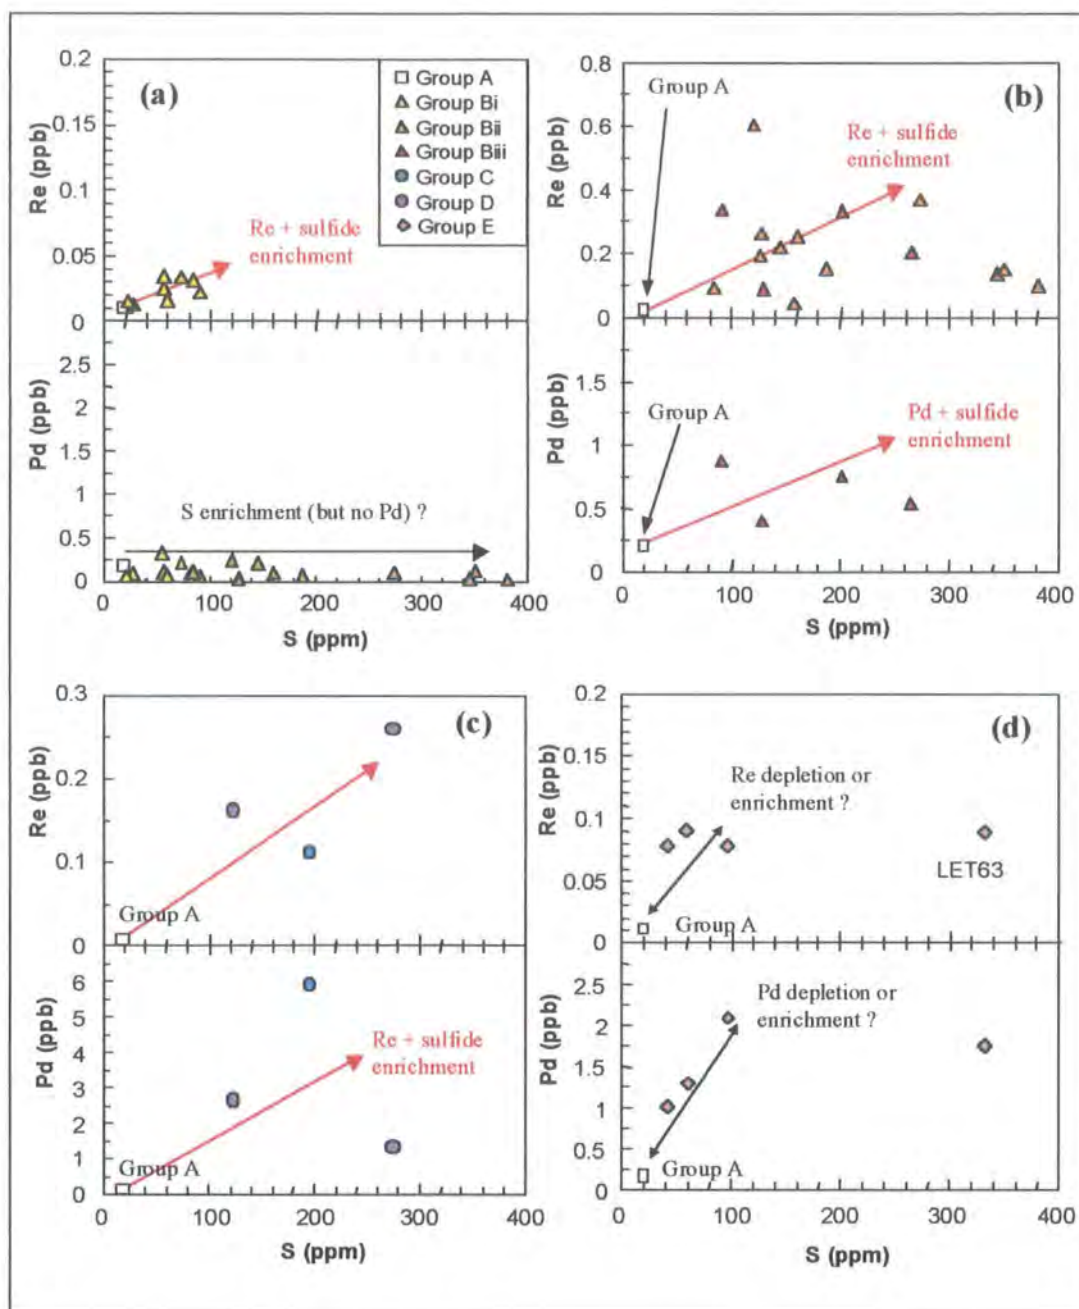 (a)
0.2
0.15
0.1
0.05
0
Re (ppb)
Group A
Group Bi
Group Bii
Group Biii
Group C
Group D
Group E
Re + sulfide
enrichment
2.5
2
1.5
1
0.5
0
Pd (ppb)
S enrichment (but no Pd) ?
0 100 200 300 400
S (ppm)
(b)
0.8
0.6
0.4
0.2
0
Re (ppb)
Group A
Re + sulfide
enrichment
1.5
1
0.5
0
Pd (ppb)
Group A
Pd + sulfide
enrichment
0 100 200 300 400
S (ppm)
(c)
0.3
0.2
0.1
0
Re (ppb)
Group A
6
5
4
3
2
1
0
Pd (ppb)
Re + sulfide
enrichment
Group A
0 100 200 300 400
S (ppm)
(d)
0.2
0.15
0.1
0.05
0
Re (ppb)
Re depletion or
enrichment ?
LET63
Group A
2.5
2
1.5
1
0.5
0
Pd (ppb)
Pd depletion or
enrichment ?
Group A
0 100 200 300 400
S (ppm)